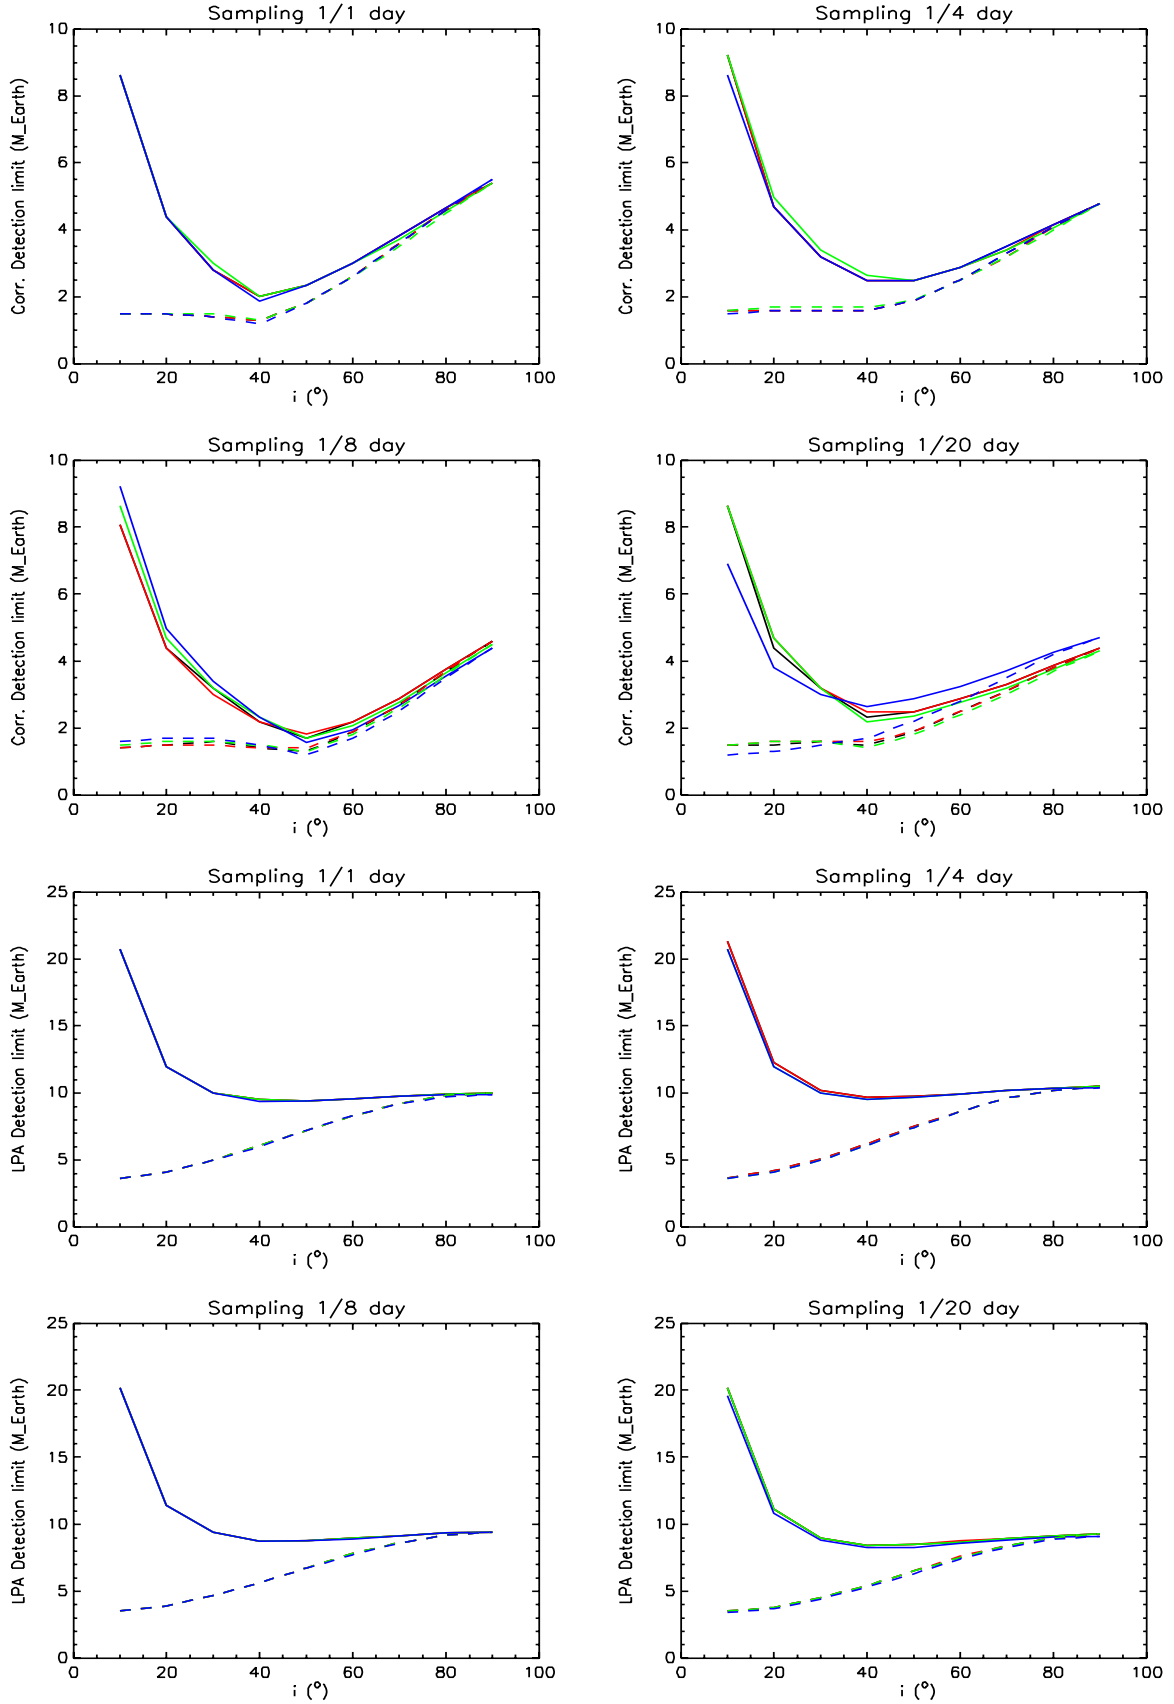 Sampling 1/1 day
Sampling 1/4 day
Corr. Detection limit (M_Earth)
10
8
6
4
2
0
0 20 40 60 80 100
i (°)
Corr. Detection limit (M_Earth)
10
8
6
4
2
0
0 20 40 60 80 100
i (°)
Sampling 1/8 day
Sampling 1/20 day
Corr. Detection limit (M_Earth)
10
8
6
4
2
0
0 20 40 60 80 100
i (°)
Corr. Detection limit (M_Earth)
10
8
6
4
2
0
0 20 40 60 80 100
i (°)
Sampling 1/1 day
Sampling 1/4 day
LPA Detection limit (M_Earth)
25
20
15
10
5
0
0 20 40 60 80 100
i (°)
LPA Detection limit (M_Earth)
25
20
15
10
5
0
0 20 40 60 80 100
i (°)
Sampling 1/8 day
Sampling 1/20 day
LPA Detection limit (M_Earth)
25
20
15
10
5
0
0 20 40 60 80 100
i (°)
LPA Detection limit (M_Earth)
25
20
15
10
5
0
0 20 40 60 80 100
i (°)